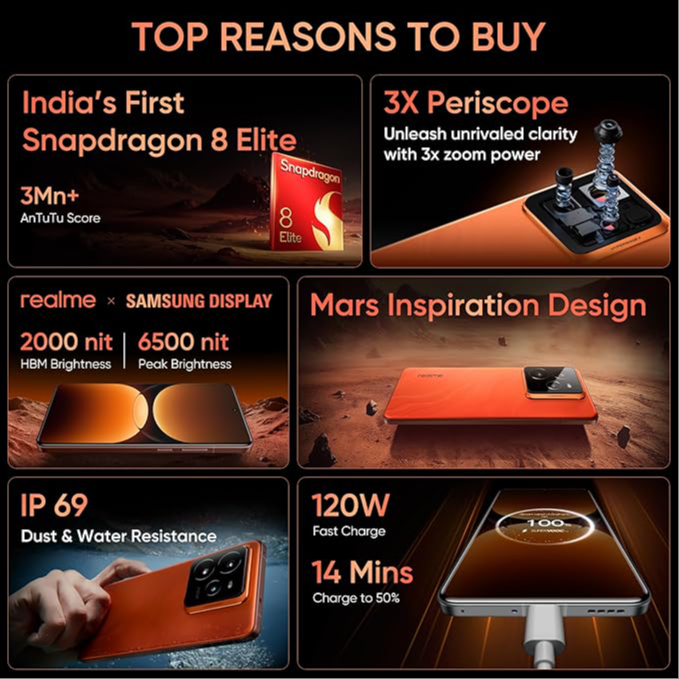 TOP REASONS TO BUY
India's First
Snapdragon 8 Elite
3Mn+
AnTuTu Score
Snapdragon
8
Elite
3X Periscope
Unleash unrivaled clarity
with 3x zoom power
realme × SAMSUNG DISPLAY
2000 nit
HBM Brightness
6500 nit
Peak Brightness
Mars Inspiration Design
realme
IP 69
Dust & Water Resistance
120W
Fast Charge
14 Mins
Charge to 50%
100